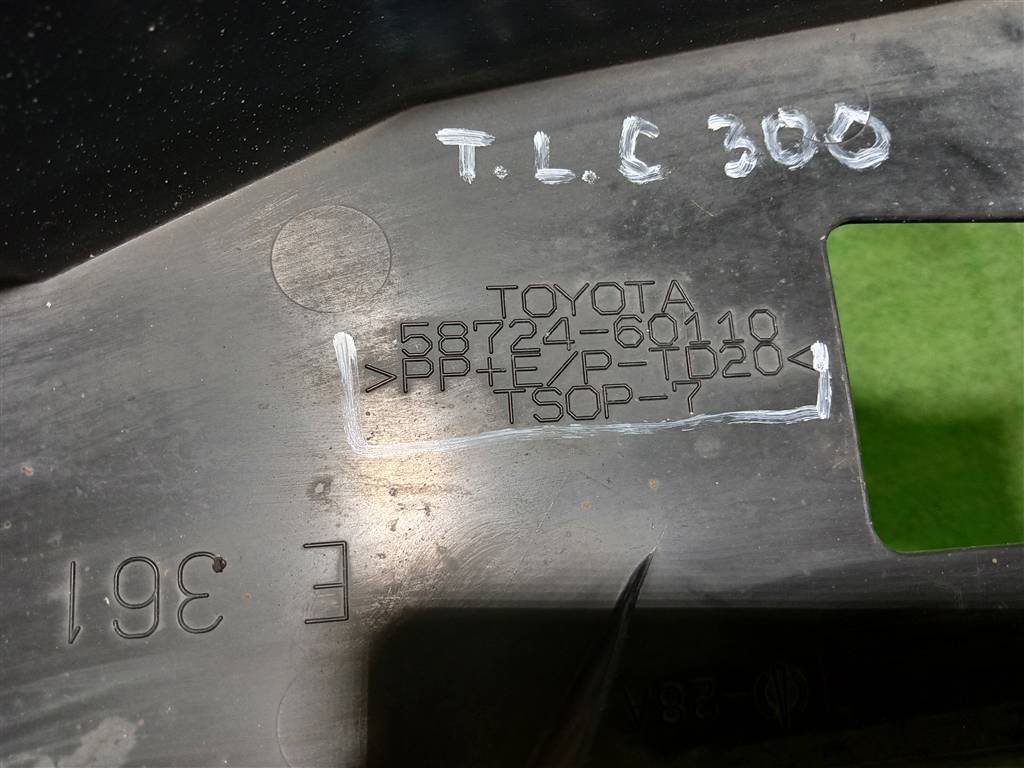 T.L.C 300
TOYOTA
58724-60110
>PP+E/P-TD20<
TSOP-7
E
361